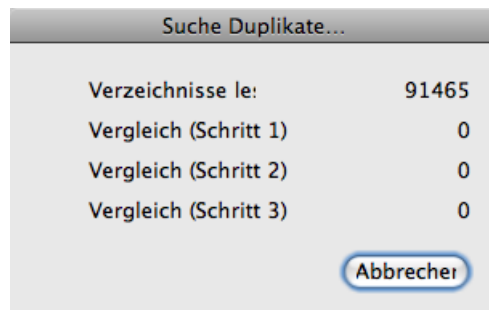 Suche Duplikate...
Verzeichnisse le: 91465
Vergleich (Schritt 1) 0
Vergleich (Schritt 2) 0
Vergleich (Schritt 3) 0
Abbrecher